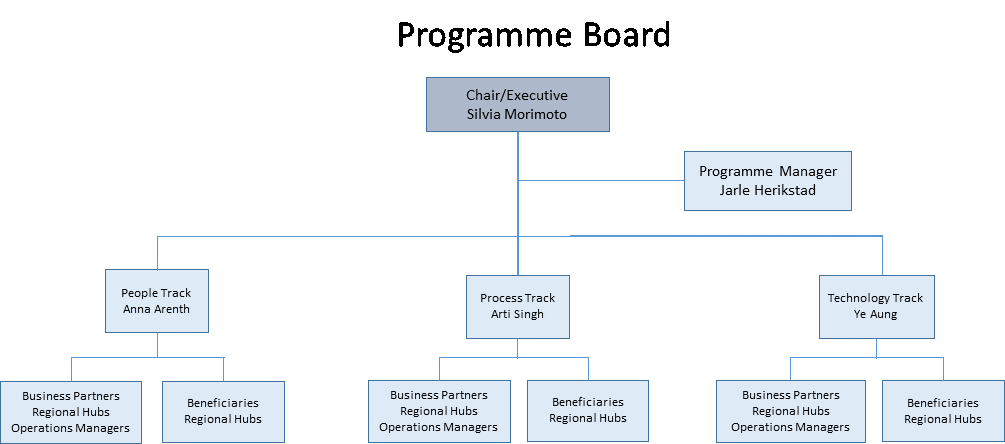 Programme Board
Chair/Executive
Silvia Morimoto
Programme Manager
Jarle Herikstad
People Track
Anna Arenth
Process Track
Arti Singh
Technology Track
Ye Aung
Business Partners
Regional Hubs
Operations Managers
Beneficiaries
Regional Hubs
Business Partners
Regional Hubs
Operations Managers
Beneficiaries
Regional Hubs
Business Partners
Regional Hubs
Operations Managers
Beneficiaries
Regional Hubs